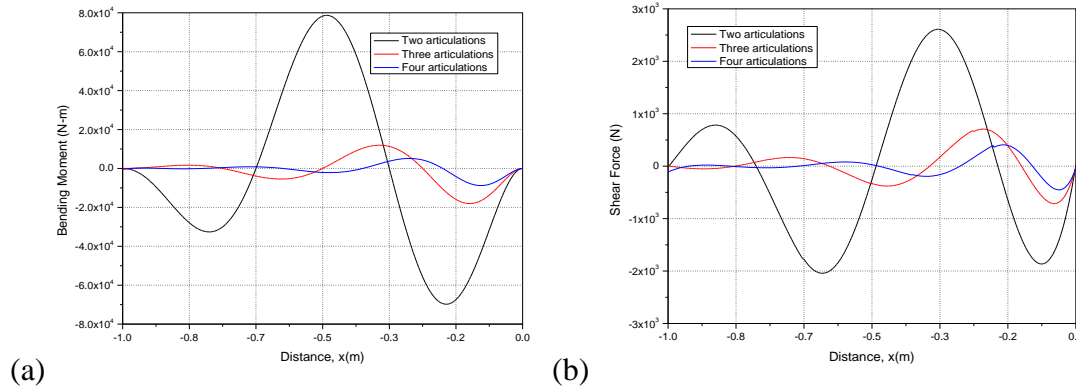 8.0x10⁴
6.0x10⁴
4.0x10⁴
2.0x10⁴
0.0
-2.0x10⁴
-4.0x10⁴
-6.0x10⁴
-8.0x10⁴
Bending Moment (N-m)
Two articulations
Three articulations
Four articulations
-1.0
-0.8
-0.7
-0.5
-0.3
-0.2
0.0
Distance, x(m)
(a)
3x10³
2x10³
1x10³
0
-1x10³
-2x10³
-3x10³
Shear Force (N)
Two articulations
Three articulations
Four articulations
-1.0
-0.8
-0.7
-0.5
-0.3
-0.2
Distance, x(m)
(b)